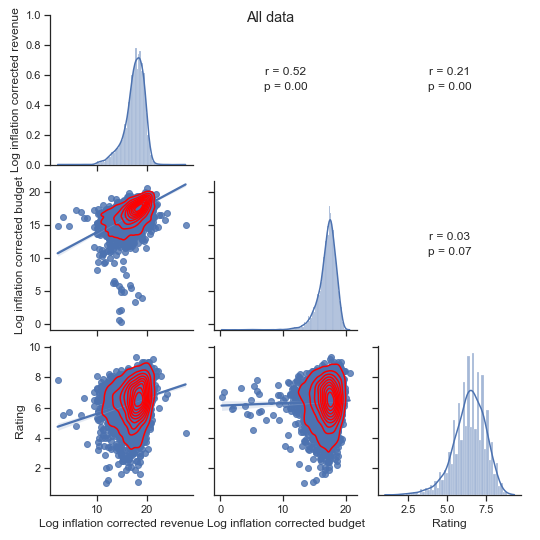 All data
Log inflation corrected revenue
1.0
0.8
0.6
0.4
0.2
0.0
r = 0.52
p = 0.00
r = 0.21
p = 0.00
Log inflation corrected budget
20
15
10
5
0
r = 0.03
p = 0.07
Rating
10
8
6
4
2
10 20
0 10 20
2.5 5.0 7.5
Log inflation corrected revenue Log inflation corrected budget Rating